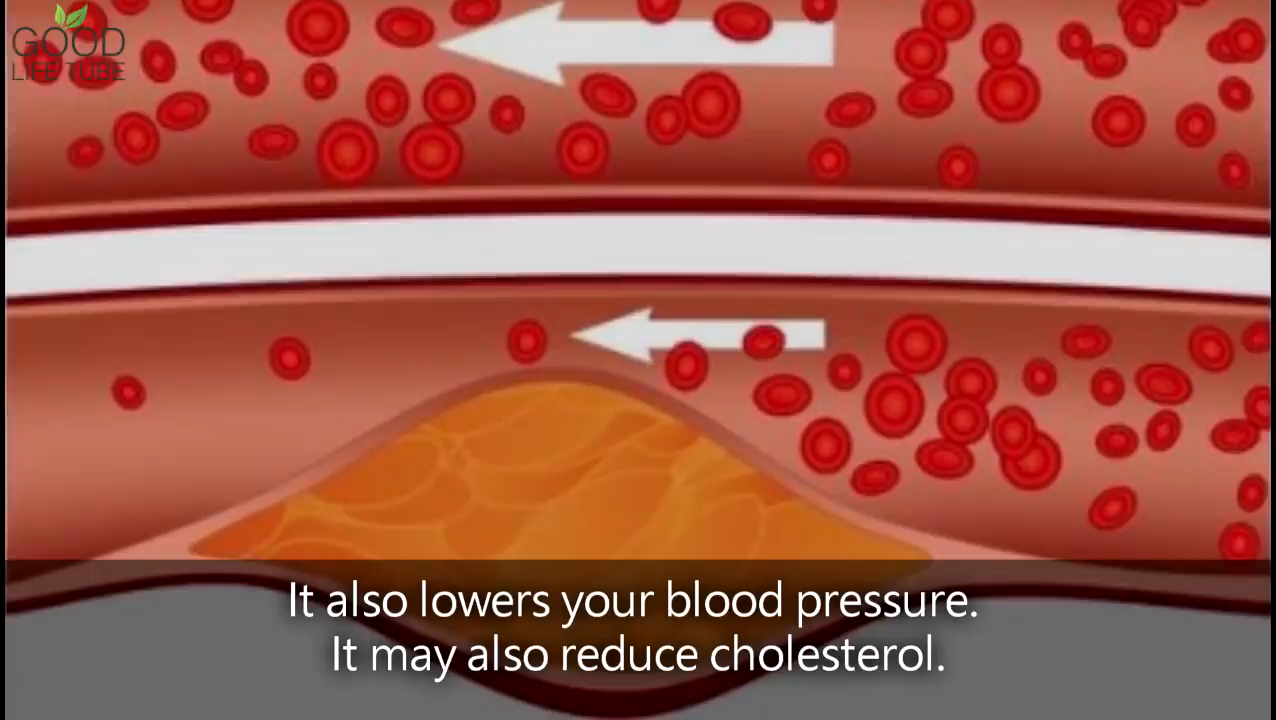 GOOD
LIFE TUBE
It also lowers your blood pressure.
It may also reduce cholesterol.